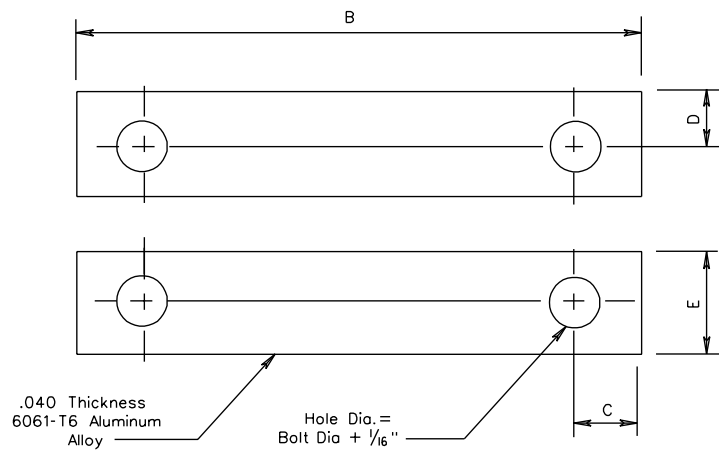 B
D
E
.040 Thickness
6061-T6 Aluminum
Alloy
Hole Dia.=
Bolt Dia + 1/16"
C